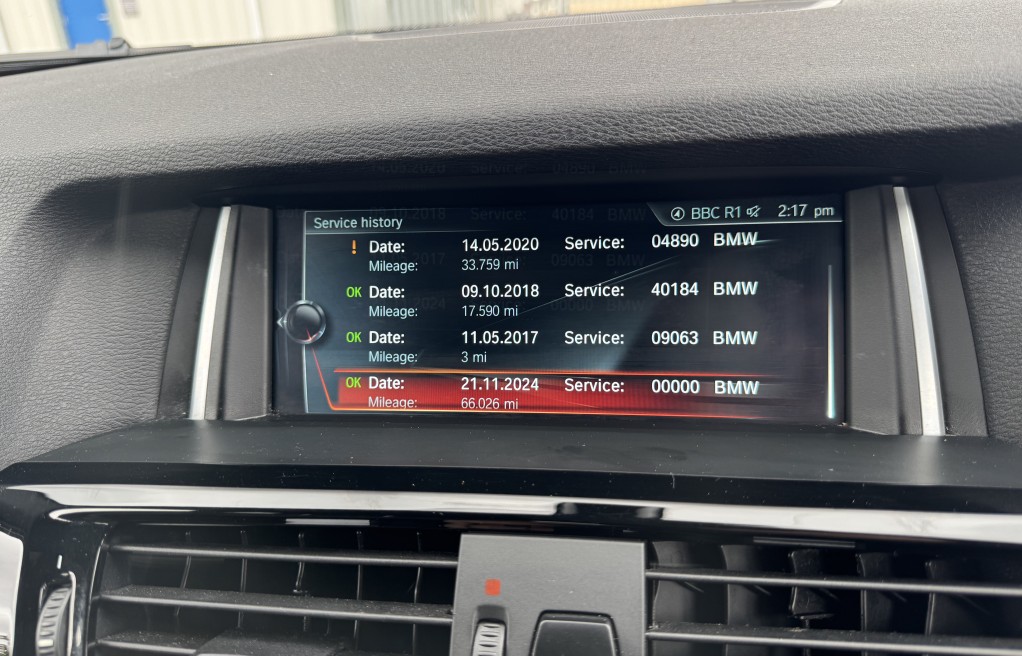 BBC R1 2:17 pm
Service history
! Date: 14.05.2020 Service: 04890 BMW
Mileage: 33.759 mi
OK Date: 09.10.2018 Service: 40184 BMW
Mileage: 17.590 mi
OK Date: 11.05.2017 Service: 09063 BMW
Mileage: 3 mi
OK Date: 21.11.2024 Service: 00000 BMW
Mileage: 66.026 mi